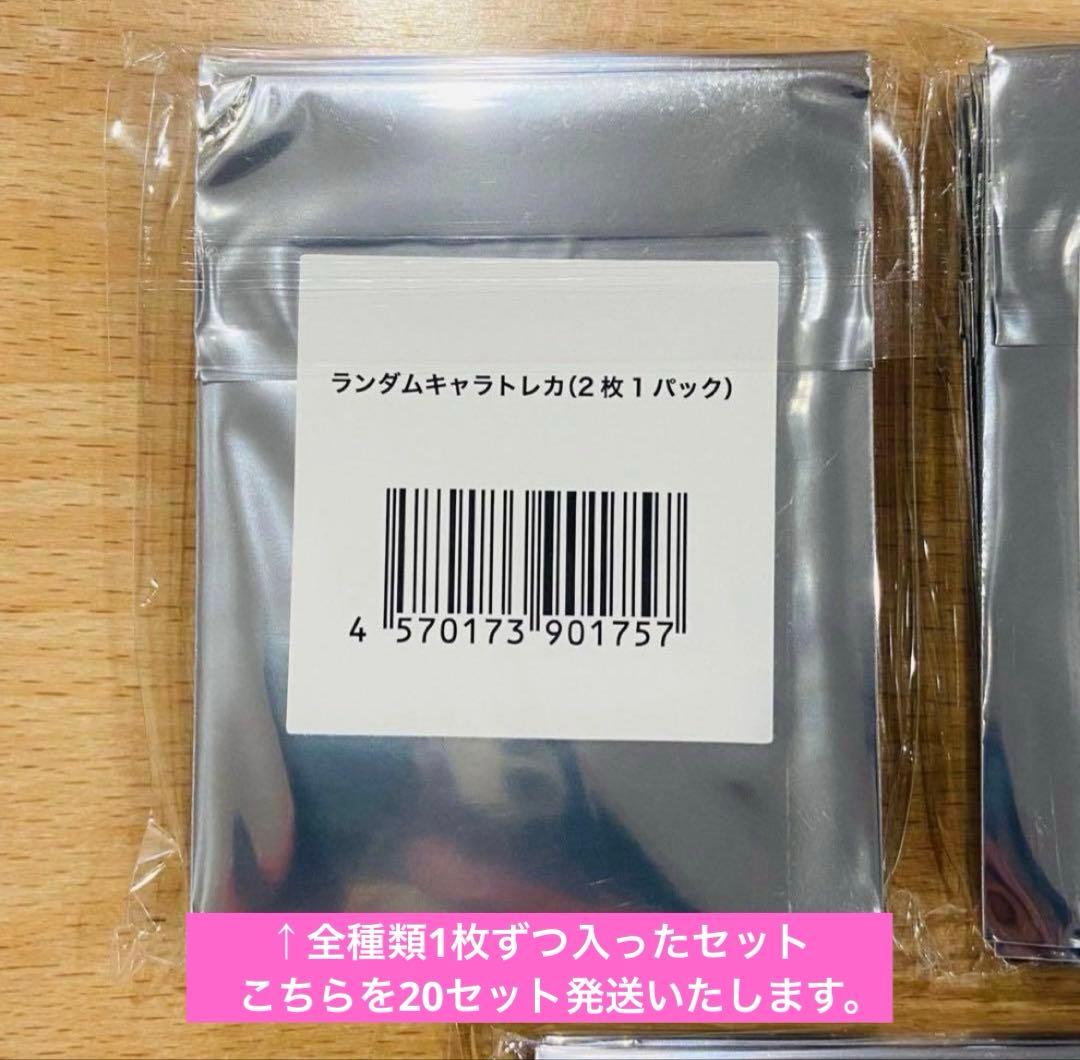 ランダムキャラトレカ(2枚1パック)
4 570173 901757
↑全種類1枚ずつ入ったセット
こちらを20セット発送いたします。